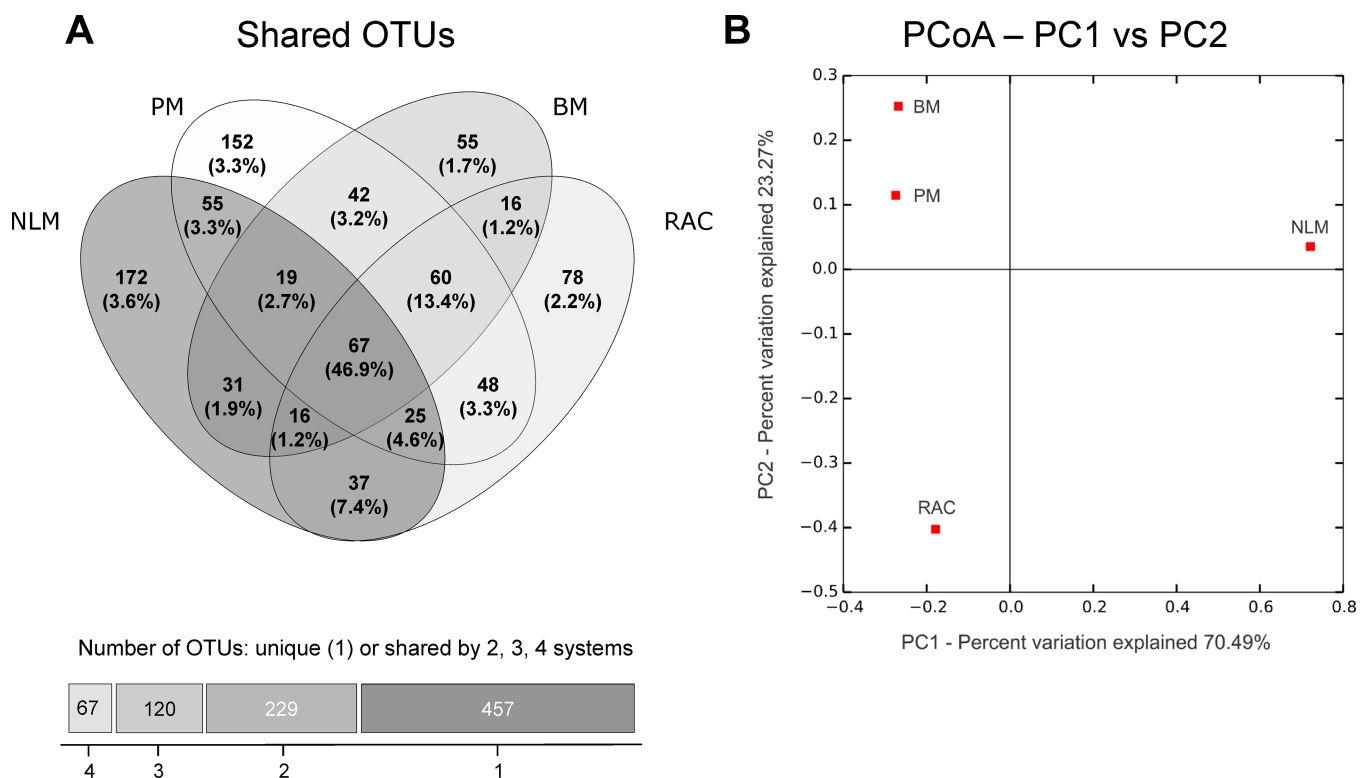 A
Shared OTUs
PM
BM
NLM
RAC
152
(3.3%)
55
(1.7%)
55
(3.3%)
42
(3.2%)
16
(1.2%)
172
(3.6%)
19
(2.7%)
60
(13.4%)
78
(2.2%)
67
(46.9%)
31
(1.9%)
48
(3.3%)
16
(1.2%)
25
(4.6%)
37
(7.4%)
Number of OTUs: unique (1) or shared by 2, 3, 4 systems
67 120 229 457
4 3 2 1
B
PCoA – PC1 vs PC2
PC2 - Percent variation explained 23.27%
0.3
0.2
0.1
0.0
−0.1
−0.2
−0.3
−0.4
−0.5
BM
PM
NLM
RAC
−0.4 −0.2 0.0 0.2 0.4 0.6 0.8
PC1 - Percent variation explained 70.49%